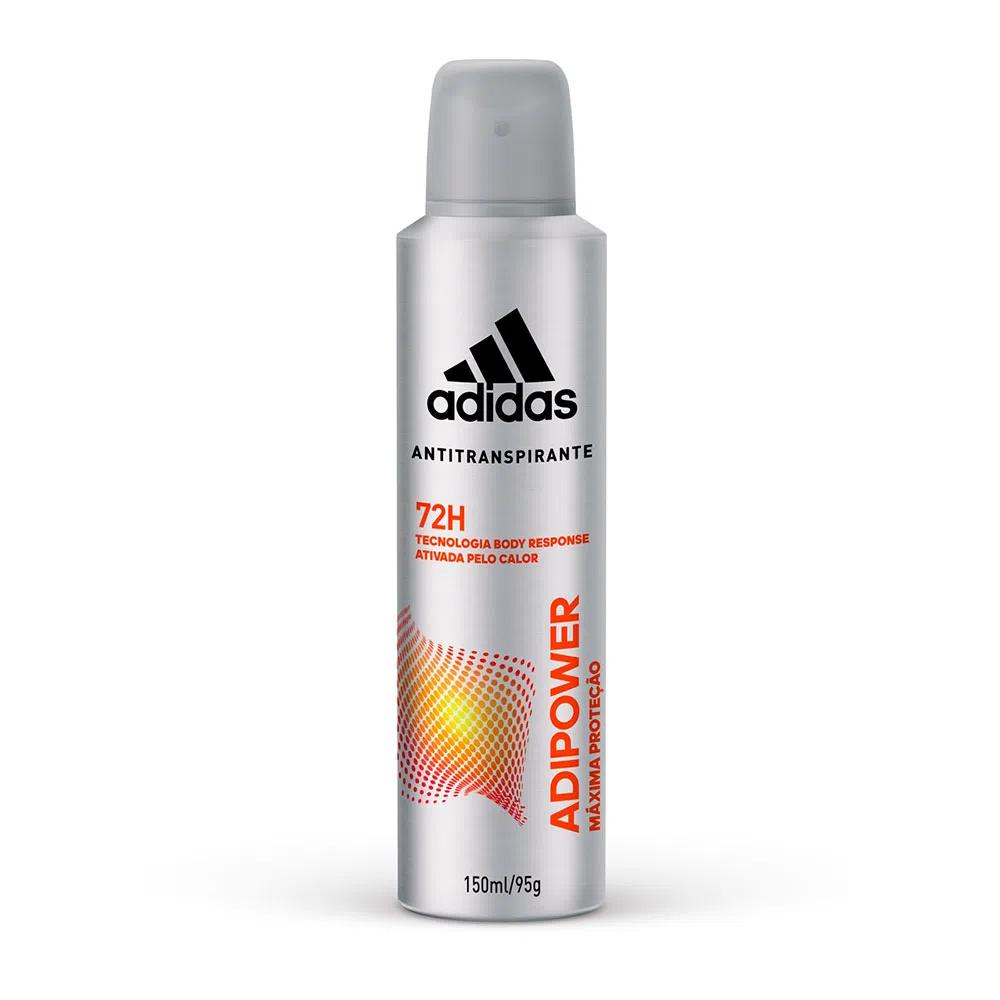 adidas
ANTITRANSPIRANTE
72H
TECNOLOGIA BODY RESPONSE
ATIVADA PELO CALOR
ADIPOWER
MÁXIMA PROTEÇÃO
150ml/95g